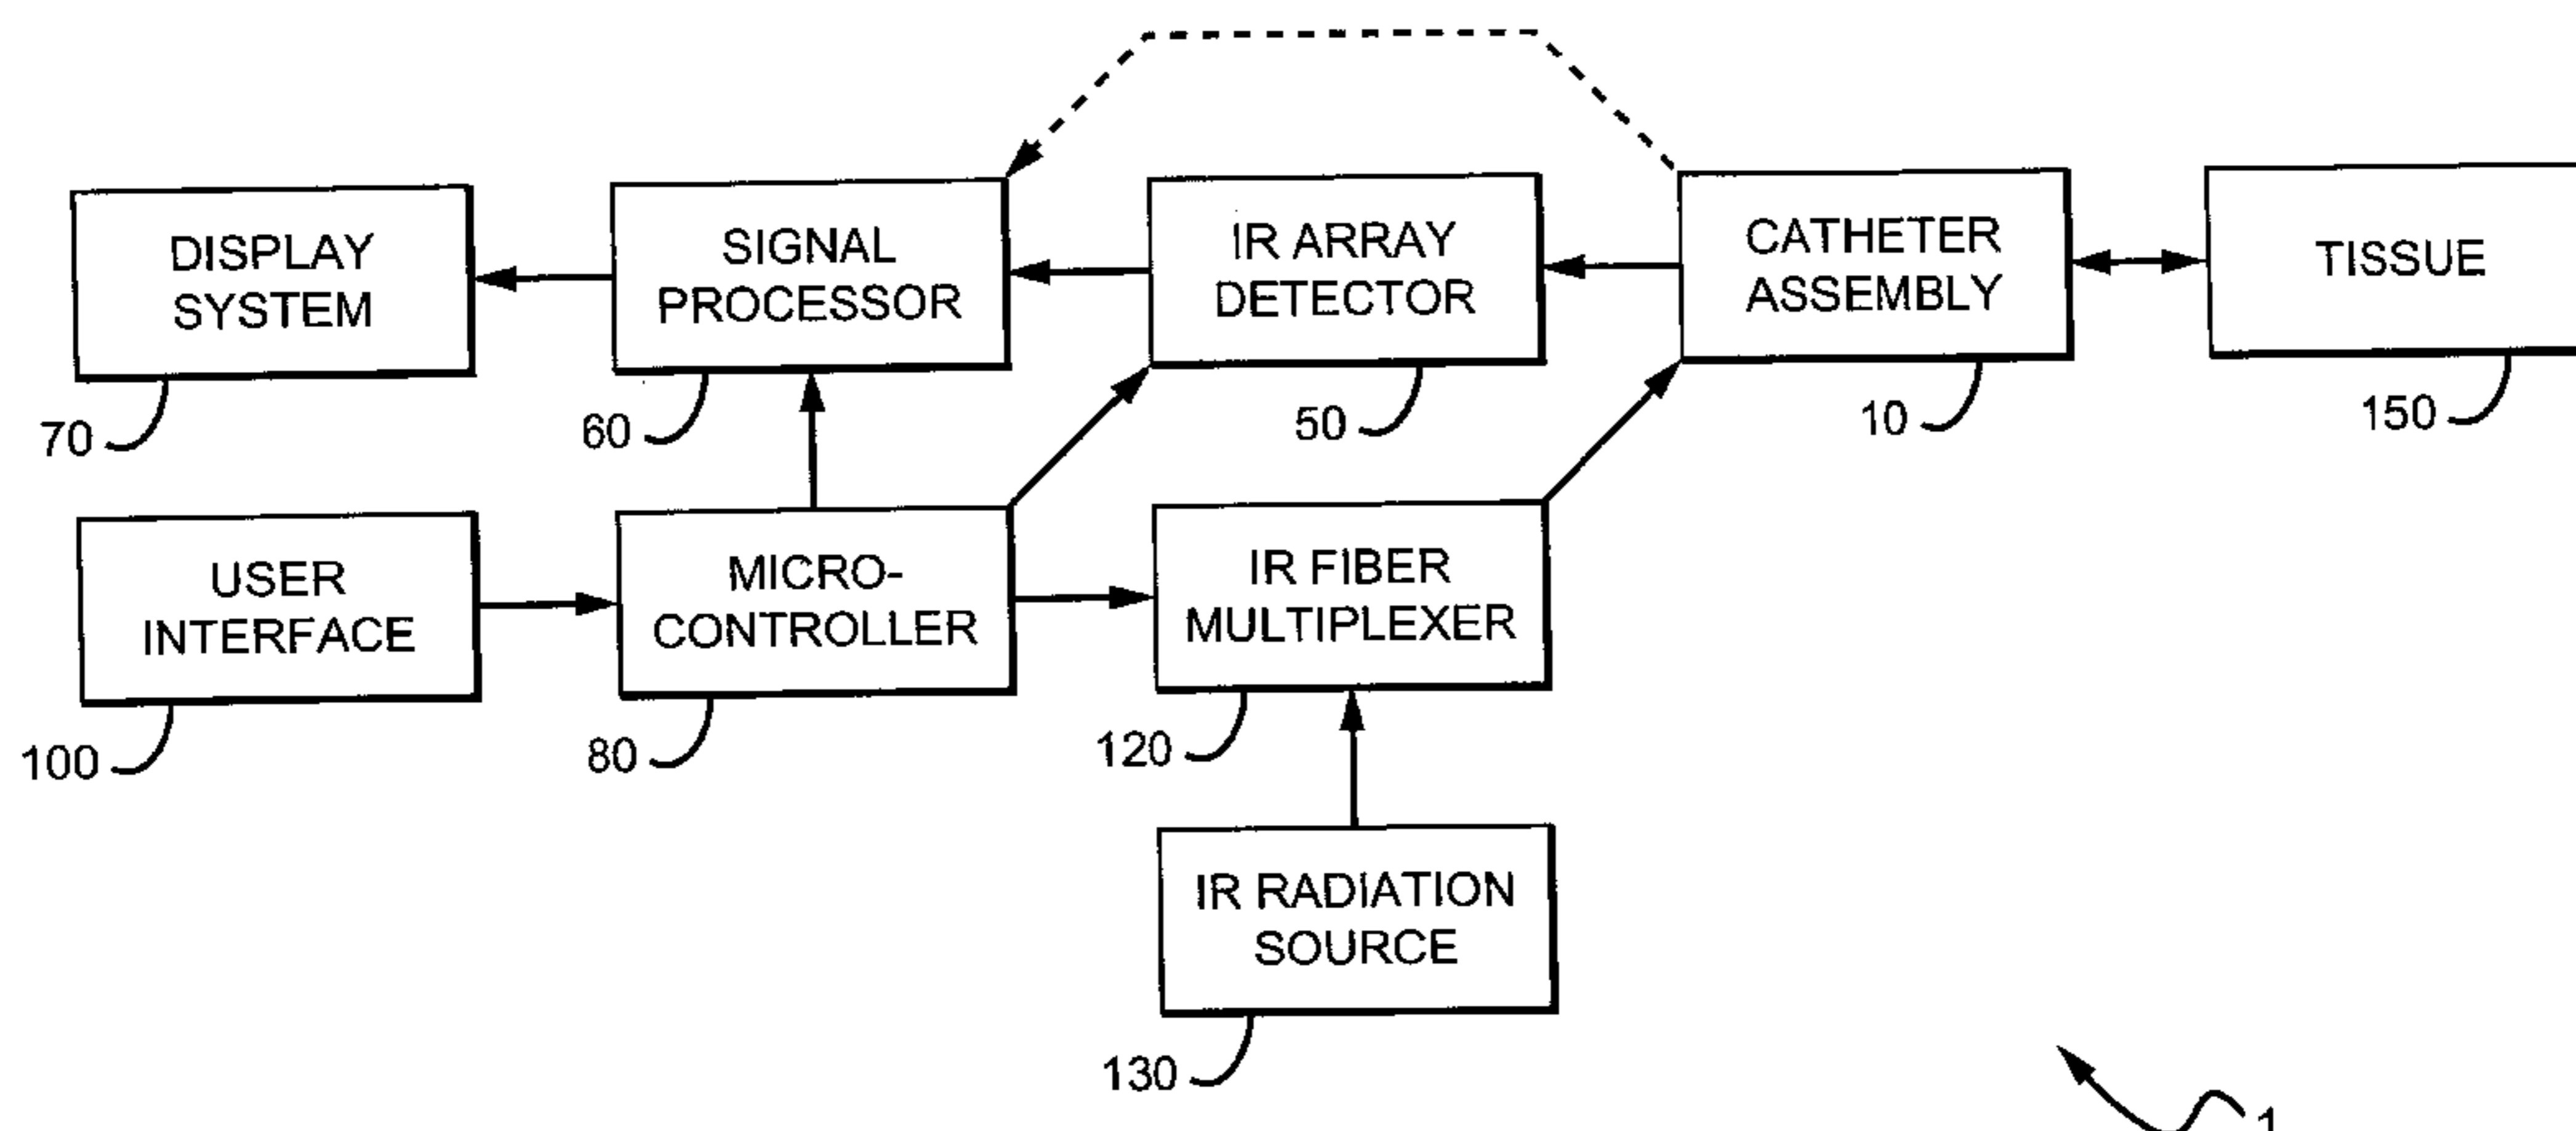 DISPLAY
SYSTEM
SIGNAL
PROCESSOR
IR ARRAY
DETECTOR
CATHETER
ASSEMBLY
TISSUE
70
60
50
10
150
USER
INTERFACE
MICRO-
CONTROLLER
IR FIBER
MULTIPLEXER
100
80
120
IR RADIATION
SOURCE
130
1